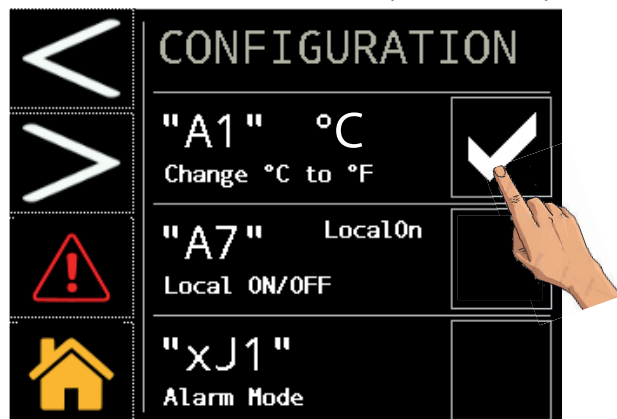 CONFIGURATION
"A1" °C
Change °C to °F
"A7" LocalOn
Local ON/OFF
"xJ1"
Alarm Mode